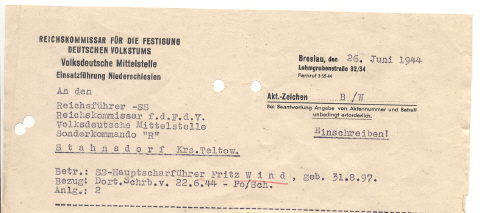 REICHSKOMMISSAR FÜR DIE FESTIGUNG
DEUTSCHEN VOLKSTUMS
Volksdeutsche Mittelstelle
Einsatzführung Niederschlesien
Breslau, den 26. Juni 1944
Lehmgrubenstraße 32/34
Fernruf 5 55 44
An den
Reichsführer -SS
Reichskommissar f.d.F.d.V.
Volksdeutsche Mittelstelle
Sonderkommando "R"
Stahnsdorf Krs.Teltow.
Akt.-Zeichen B/W
Bei Beantwortung Angabe von Aktennummer und Betreff
unbedingt erforderlich.
Einschreiben!
Betr.: SS-Hauptscharführer Fritz Wind, geb. 31.8.97.
Bezug: Dort.Schrb.v. 22.6.44 - Po/Sch.
Anlg.: 2